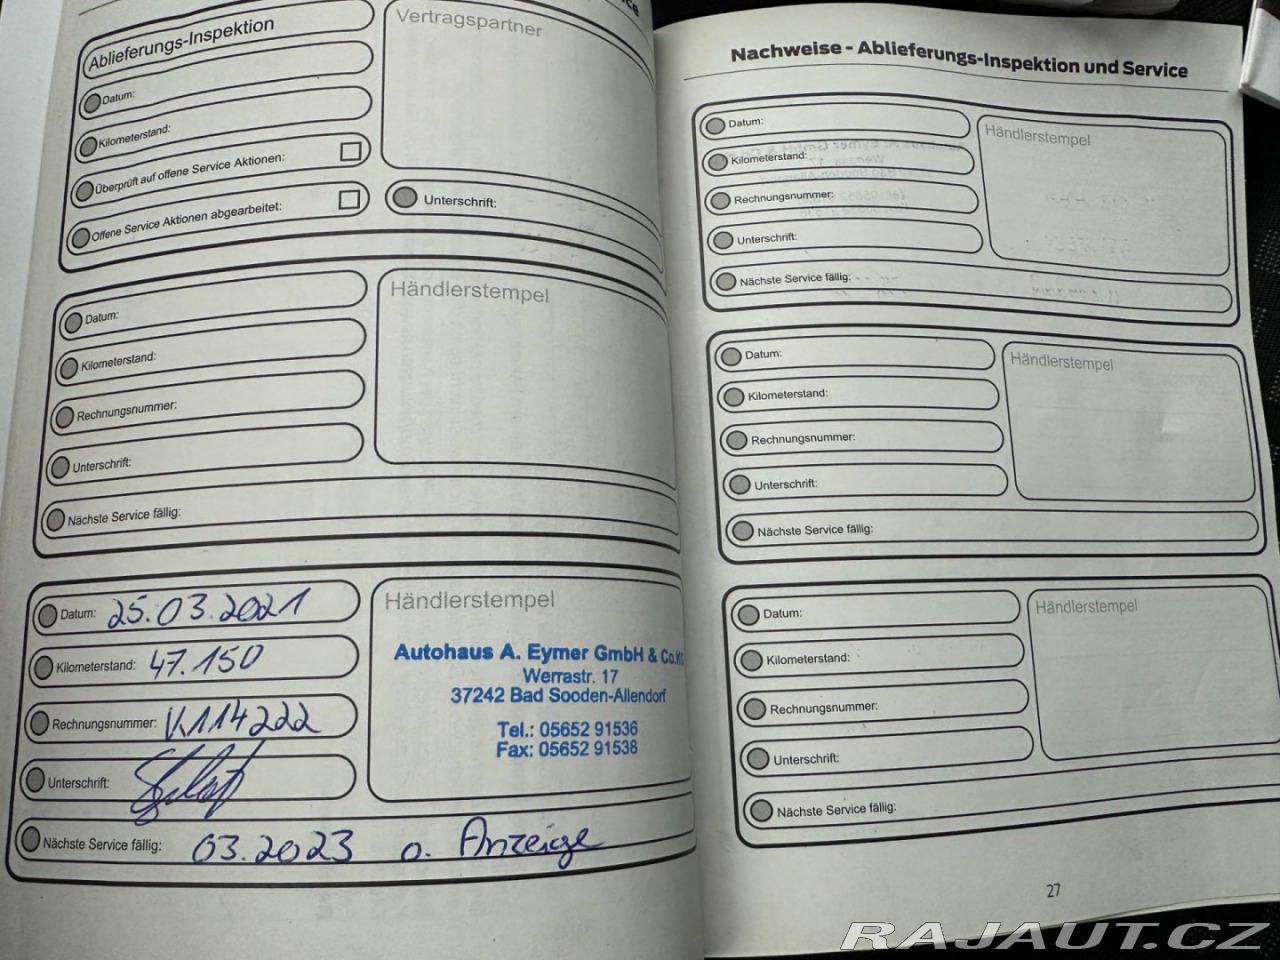 Ablieferungs-Inspektion
Datum:
Kilometerstand:
Überprüft auf offene Service Aktionen:
Offene Service Aktionen abgearbeitet:
Vertragspartner
Unterschrift:
Datum:
Kilometerstand:
Rechnungsnummer:
Unterschrift:
Nächste Service fällig:
Händlerstempel
Datum: 25.03.2021
Kilometerstand: 47.150
Rechnungsnummer: K114222
Unterschrift:
Nächste Service fällig: 03.2023 o. Anzeige
Händlerstempel
Autohaus A. Eymer GmbH & Co.
Werrastr. 17
37242 Bad Sooden-Allendorf
Tel.: 05652 91536
Fax: 05652 91538
Nachweise - Ablieferungs-Inspektion und Service
Datum:
Kilometerstand:
Rechnungsnummer:
Unterschrift:
Nächste Service fällig:
Händlerstempel
Datum:
Kilometerstand:
Rechnungsnummer:
Unterschrift:
Nächste Service fällig:
Händlerstempel
Datum:
Kilometerstand:
Rechnungsnummer:
Unterschrift:
Nächste Service fällig:
Händlerstempel
27
RAJAUT.CZ